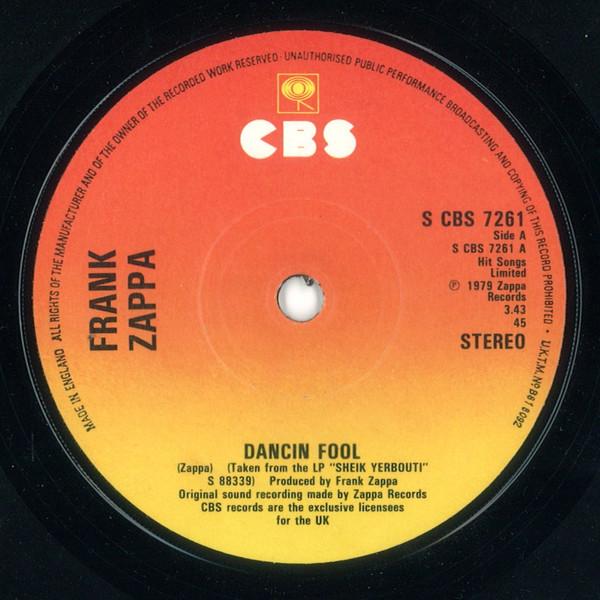 MADE IN ENGLAND ALL RIGHTS OF THE MANUFACTURER AND OF THE OWNER OF THE RECORDED WORK RESERVED · UNAUTHORISED PUBLIC PERFORMANCE BROADCASTING AND COPYING OF THIS RECORD PROHIBITED • U.K.T.M. Nº B618092
CBS
FRANK
ZAPPA
S CBS 7261
Side A
S CBS 7261 A
Hit Songs
Limited
℗ 1979 Zappa
Records
3.43
45
STEREO
DANCIN FOOL
(Zappa) (Taken from the LP "SHEIK YERBOUTI"
S 88339) Produced by Frank Zappa
Original sound recording made by Zappa Records
CBS records are the exclusive licensees
for the UK